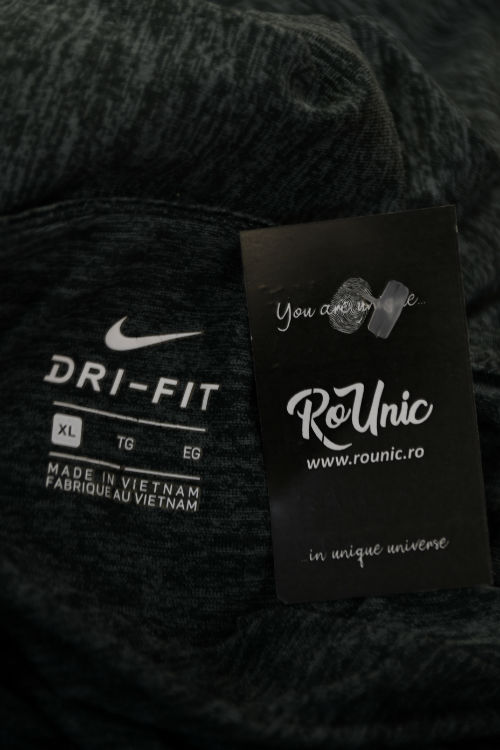 DRI-FIT
XL TG EG
MADE IN VIETNAM
FABRIQUE AU VIETNAM
You are
RoUnic
www.rounic.ro
...in unique universe